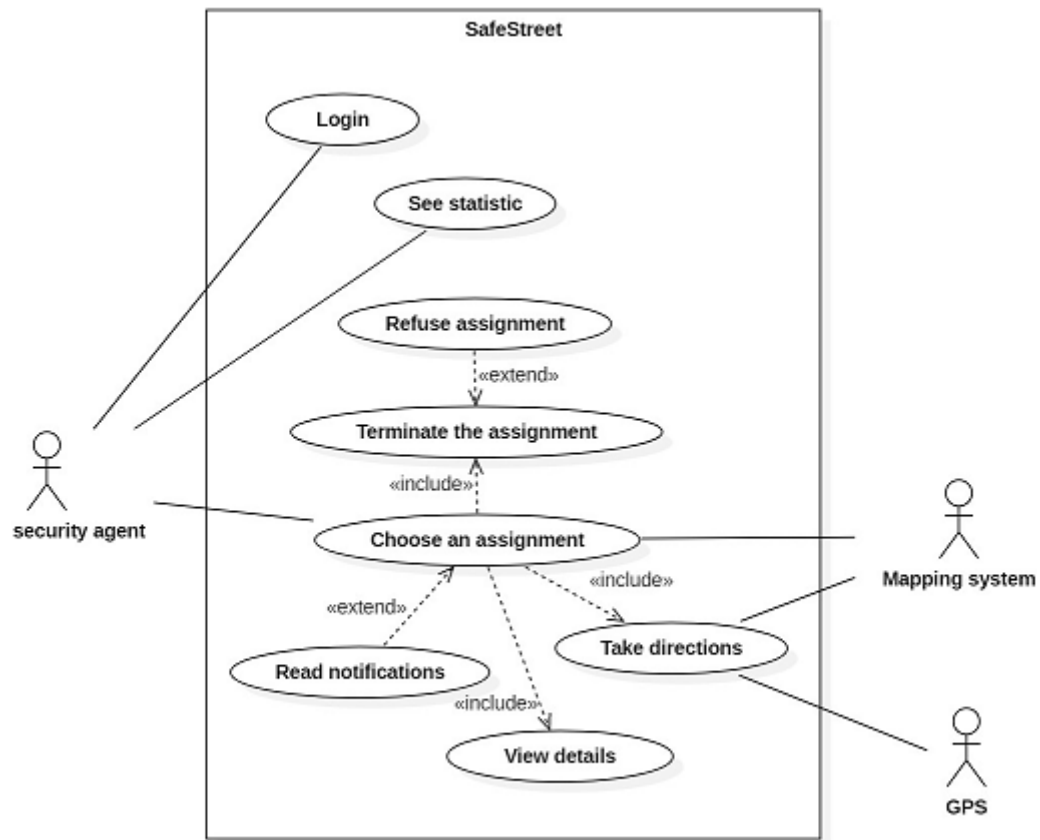 SafeStreet
Login
See statistic
Refuse assignment
«extend»
Terminate the assignment
«include»
security agent
Choose an assignment
Mapping system
«include»
«extend»
Take directions
Read notifications
«include»
View details
GPS